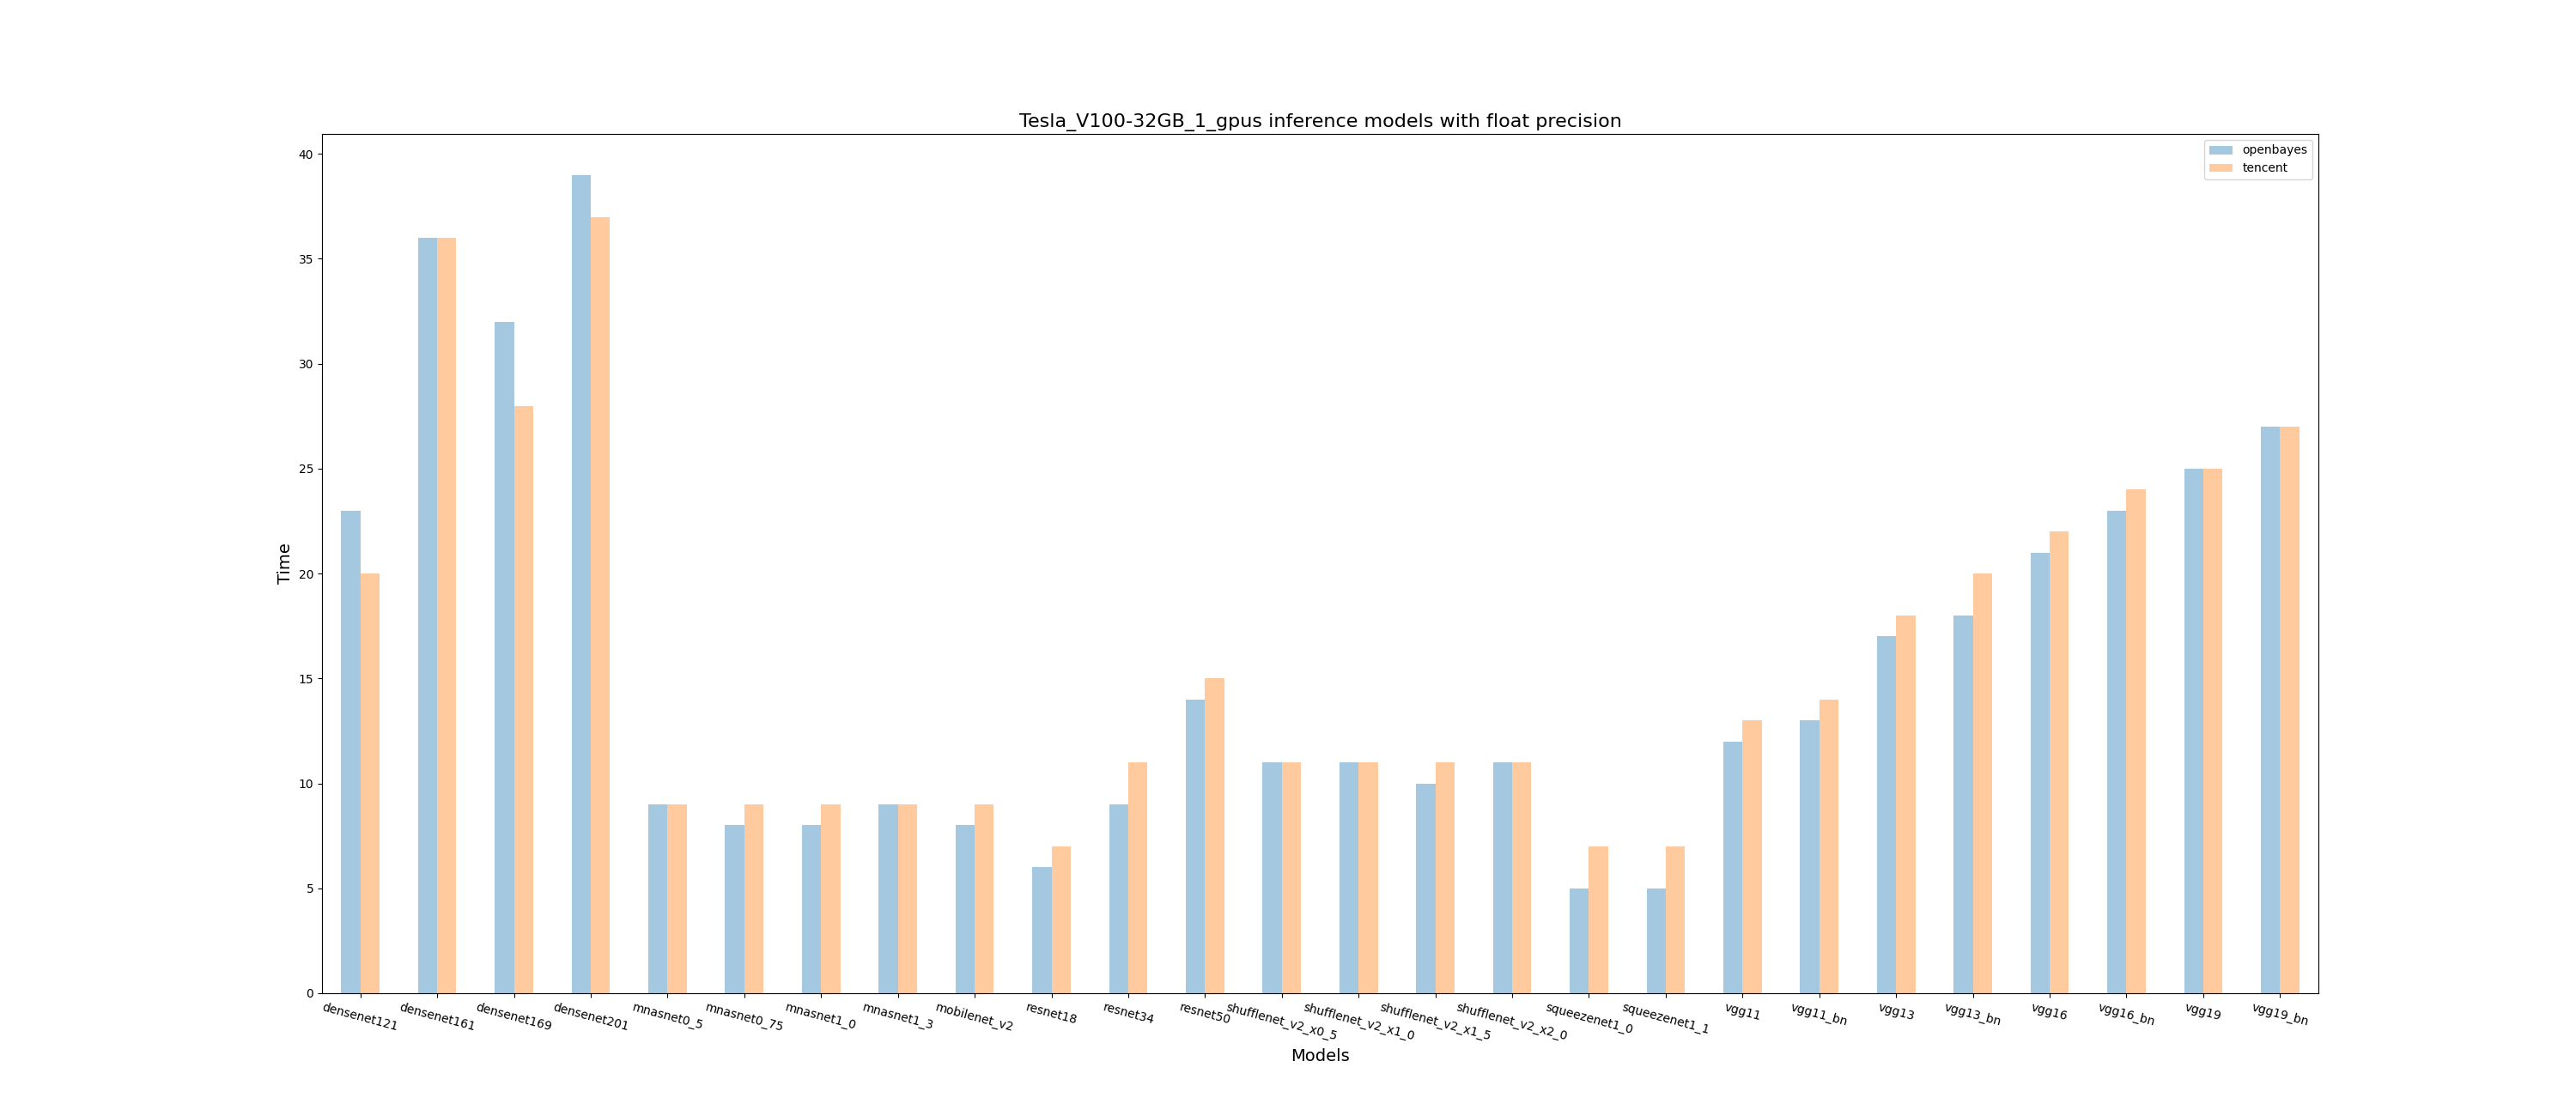 Tesla_V100-32GB_1_gpus inference models with float precision
openbayes
tencent
40
35
30
25
20
15
10
5
0
Time
densenet121
densenet161
densenet169
densenet201
mnasnet0_5
mnasnet0_75
mnasnet1_0
mnasnet1_3
mobilenet_v2
resnet18
resnet34
resnet50
shufflenet_v2_x0_5
shufflenet_v2_x1_0
shufflenet_v2_x1_5
shufflenet_v2_x2_0
squeezenet1_0
squeezenet1_1
vgg11
vgg11_bn
vgg13
vgg13_bn
vgg16
vgg16_bn
vgg19
vgg19_bn
Models